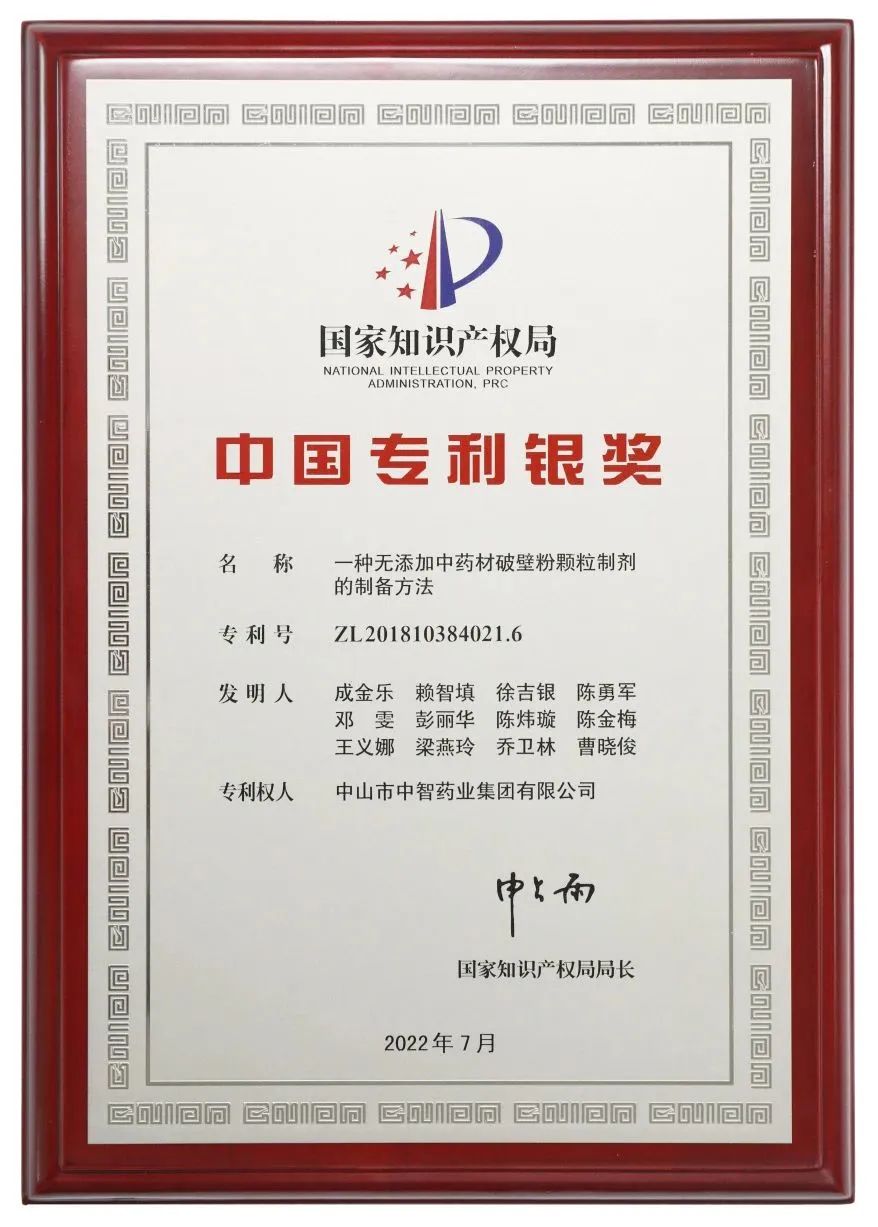 国家知识产权局
NATIONAL INTELLECTUAL PROPERTY
ADMINISTRATION, PRC
中国专利银奖
名 称 一种无添加中药材破壁粉颗粒制剂
的制备方法
专利号 ZL201810384021.6
发明人 成金乐 赖智填 徐吉银 陈勇军
邓 雯 彭丽华 陈炜璇 陈金梅
王义娜 梁燕玲 乔卫林 曹晓俊
专利权人 中山市中智药业集团有限公司
申长雨
国家知识产权局局长
2022年7月